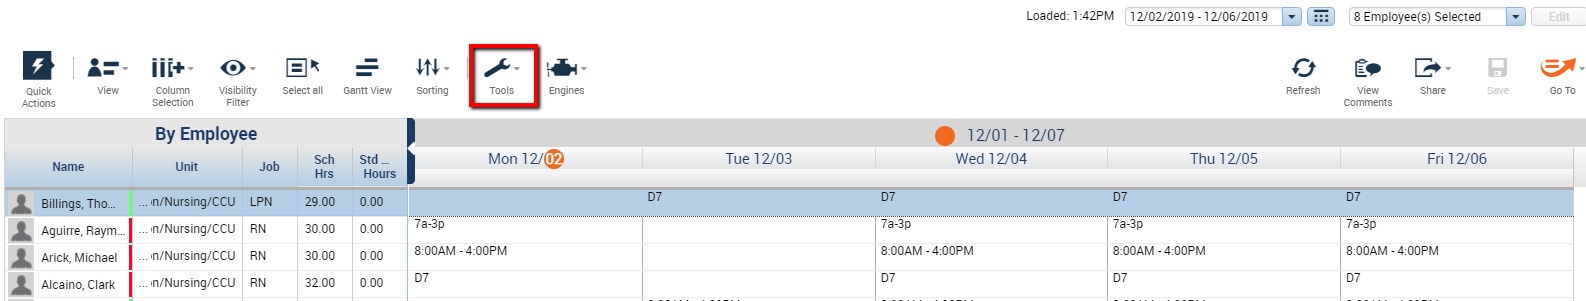 Loaded: 1:42PM 12/02/2019 - 12/06/2019 8 Employee(s) Selected Edit
Quick Actions View Column Selection Visibility Filter Select all Gantt View Sorting Tools Engines Refresh View Comments Share Save Go To
By Employee 12/01 - 12/07
Name Unit Job Sch Hrs Std ... Hours Mon 12/02 Tue 12/03 Wed 12/04 Thu 12/05 Fri 12/06
Billings, Tho... ...on/Nursing/CCU LPN 29.00 0.00 D7 D7 D7 D7
Aguirre, Raym... ...on/Nursing/CCU RN 30.00 0.00 7a-3p 7a-3p 7a-3p 7a-3p
Arick, Michael ...on/Nursing/CCU RN 30.00 0.00 8:00AM - 4:00PM 8:00AM - 4:00PM 8:00AM - 4:00PM 8:00AM - 4:00PM
Alcaino, Clark ...on/Nursing/CCU RN 32.00 0.00 D7 D7 D7 D7